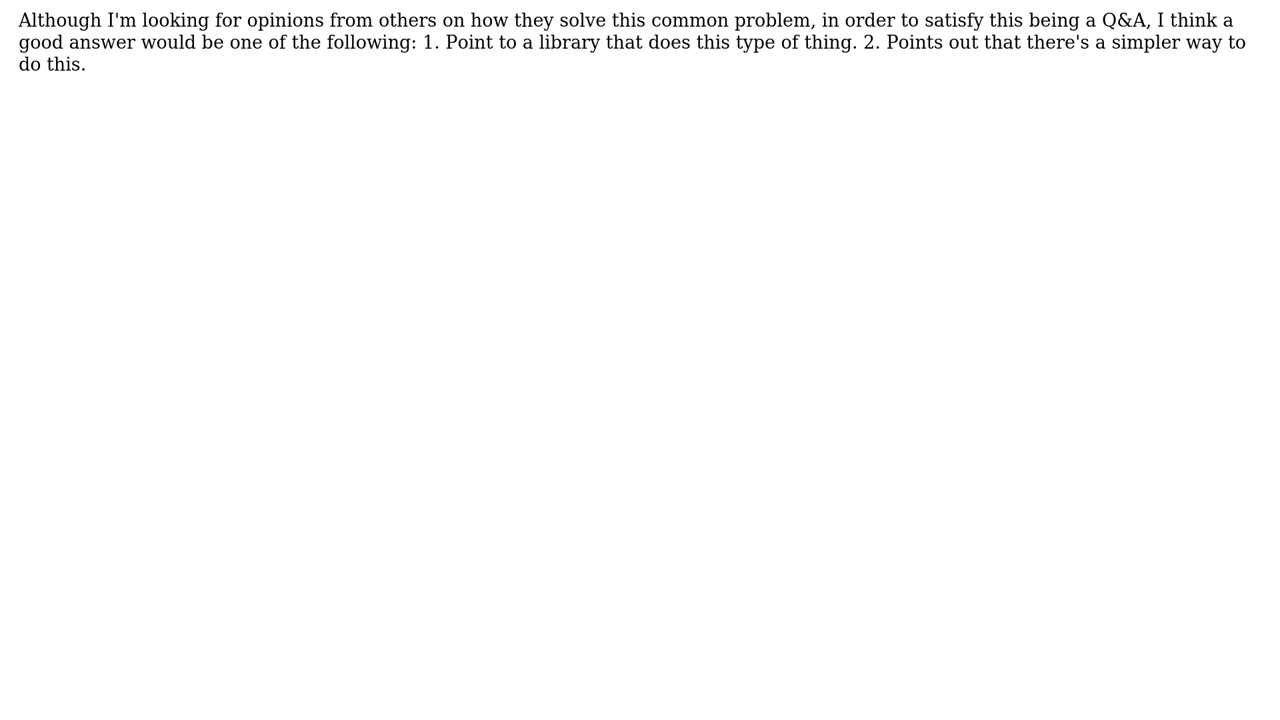 Although I'm looking for opinions from others on how they solve this common problem, in order to satisfy this being a Q&A, I think a
good answer would be one of the following: 1. Point to a library that does this type of thing. 2. Points out that there's a simpler way to
do this.